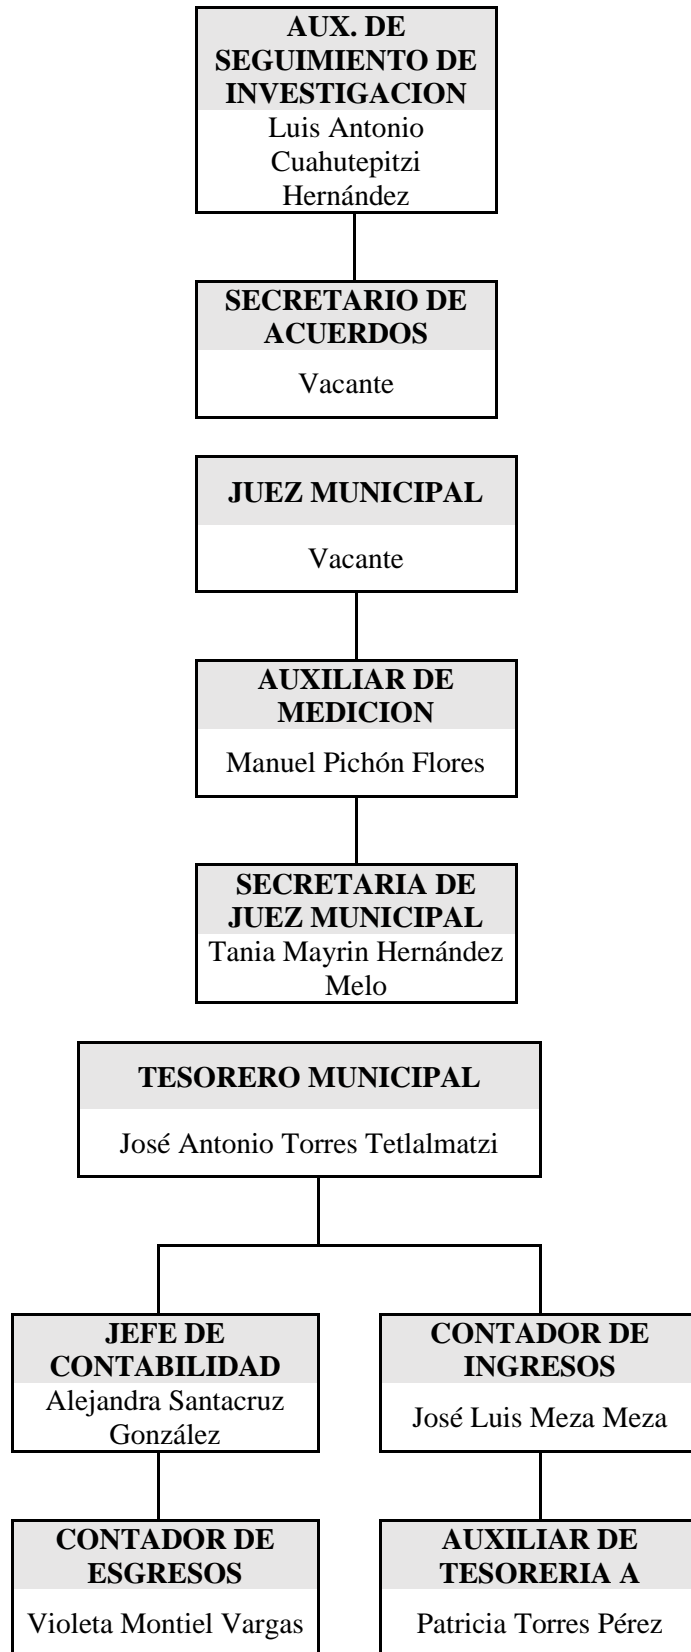 AUX. DE
SEGUIMIENTO DE
INVESTIGACION
Luis Antonio
Cuahutepitzi
Hernández
SECRETARIO DE
ACUERDOS
Vacante
JUEZ MUNICIPAL
Vacante
AUXILIAR DE
MEDICION
Manuel Pichón Flores
SECRETARIA DE
JUEZ MUNICIPAL
Tania Mayrin Hernández
Melo
TESORERO MUNICIPAL
José Antonio Torres Tetlalmatzi
JEFE DE
CONTABILIDAD
Alejandra Santacruz
González
CONTADOR DE
INGRESOS
José Luis Meza Meza
CONTADOR DE
ESGRESOS
Violeta Montiel Vargas
AUXILIAR DE
TESORERIA A
Patricia Torres Pérez